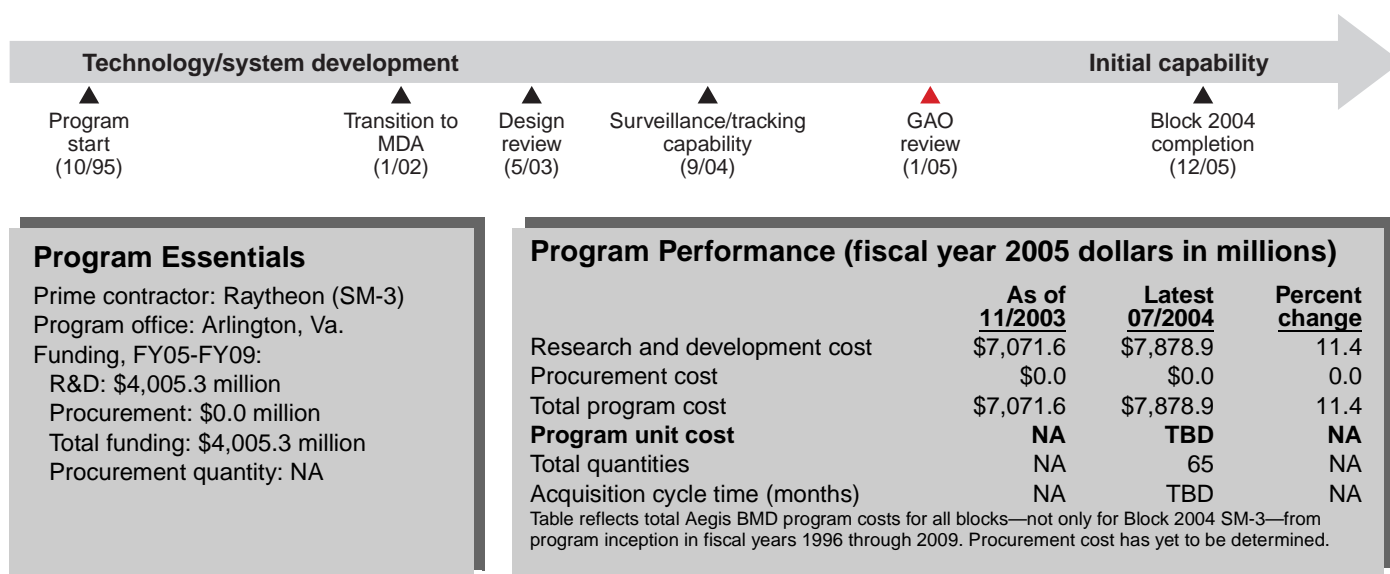 Technology/system development Initial capability
Program start (10/95)
Transition to MDA (1/02)
Design review (5/03)
Surveillance/tracking capability (9/04)
GAO review (1/05)
Block 2004 completion (12/05)
Program Essentials
Prime contractor: Raytheon (SM-3)
Program office: Arlington, Va.
Funding, FY05-FY09:
R&D: $4,005.3 million
Procurement: $0.0 million
Total funding: $4,005.3 million
Procurement quantity: NA
Program Performance (fiscal year 2005 dollars in millions)
As of 11/2003 Latest 07/2004 Percent change
Research and development cost $7,071.6 $7,878.9 11.4
Procurement cost $0.0 $0.0 0.0
Total program cost $7,071.6 $7,878.9 11.4
Program unit cost NA TBD NA
Total quantities NA 65 NA
Acquisition cycle time (months) NA TBD NA
Table reflects total Aegis BMD program costs for all blocks—not only for Block 2004 SM-3—from
program inception in fiscal years 1996 through 2009. Procurement cost has yet to be determined.